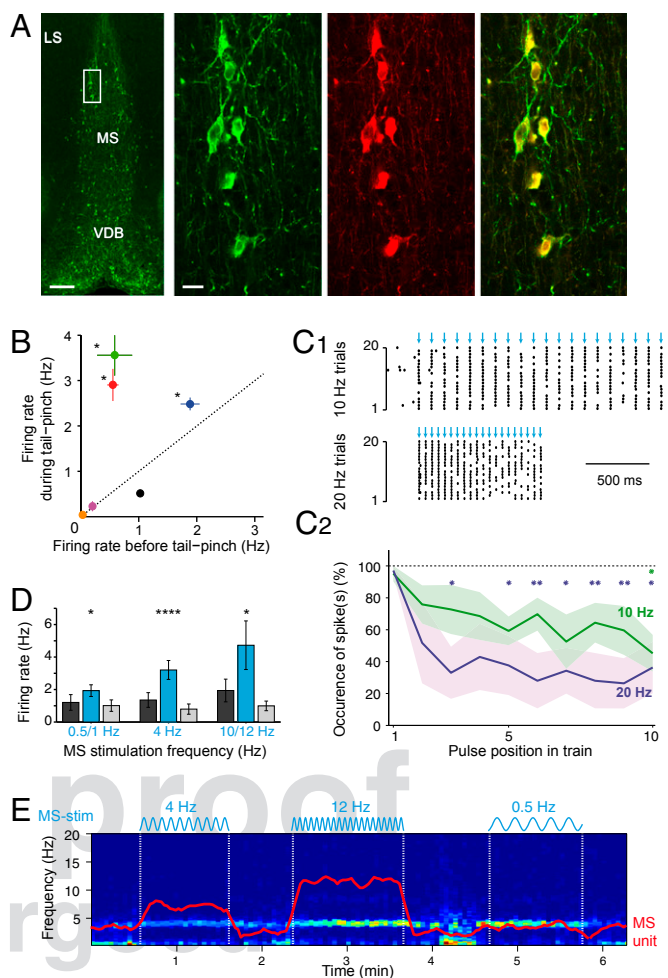 A
LS
MS
VDB
B
Firing rate
during tail-pinch (Hz)
4
3
2
1
0
1
2
3
Firing rate before tail-pinch (Hz)
*
*
*
C1
10 Hz trials
20
1
20 Hz trials
20
1
500 ms
C2
Occurence of spike(s) (%)
100
80
60
40
20
0
* * ** * ** ** *
*
10 Hz
20 Hz
1
5
10
Pulse position in train
D
Firing rate (Hz)
6
4
2
0
* **** *
0.5/1 Hz 4 Hz 10/12 Hz
MS stimulation frequency (Hz)
proof
E
MS-stim
4 Hz 12 Hz 0.5 Hz
Frequency (Hz)
20
15
10
5
MS
unit
1 2 3 4 5 6
Time (min)